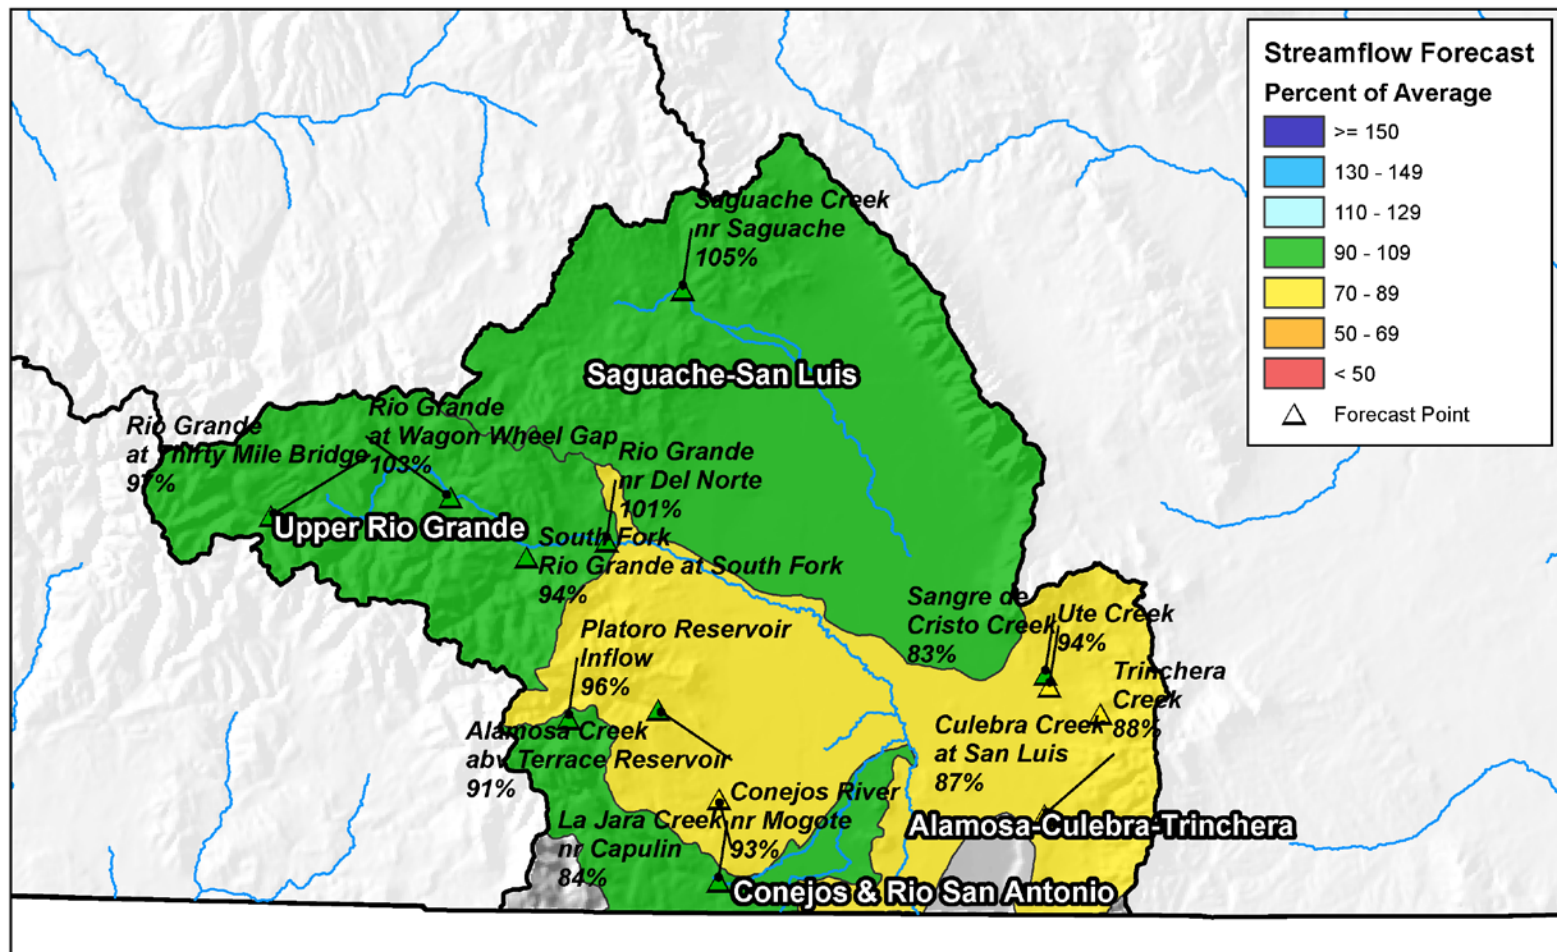 Streamflow Forecast
Percent of Average
>= 150
130 - 149
110 - 129
90 - 109
70 - 89
50 - 69
< 50
Forecast Point
Saguache Creek
nr Saguache
105%
Saguache-San Luis
Rio Grande
at Thifty Mile Bridge
97%
Rio Grande
at Wagon Wheel Gap
103%
Rio Grande
nr Del Norte
101%
Upper Rio Grande
South Fork
Rio Grande at South Fork
94%
Sangre de
Cristo Creek
83%
Ute Creek
94%
Platoro Reservoir
Inflow
96%
Trinchera
Creek
88%
Alamosa Creek
abv Terrace Reservoir
91%
Culebra Creek
at San Luis
87%
Conejos River
nr Mogote
93%
La Jara Creek
nr Capulin
84%
Alamosa-Culebra-Trinchera
Conejos & Rio San Antonio